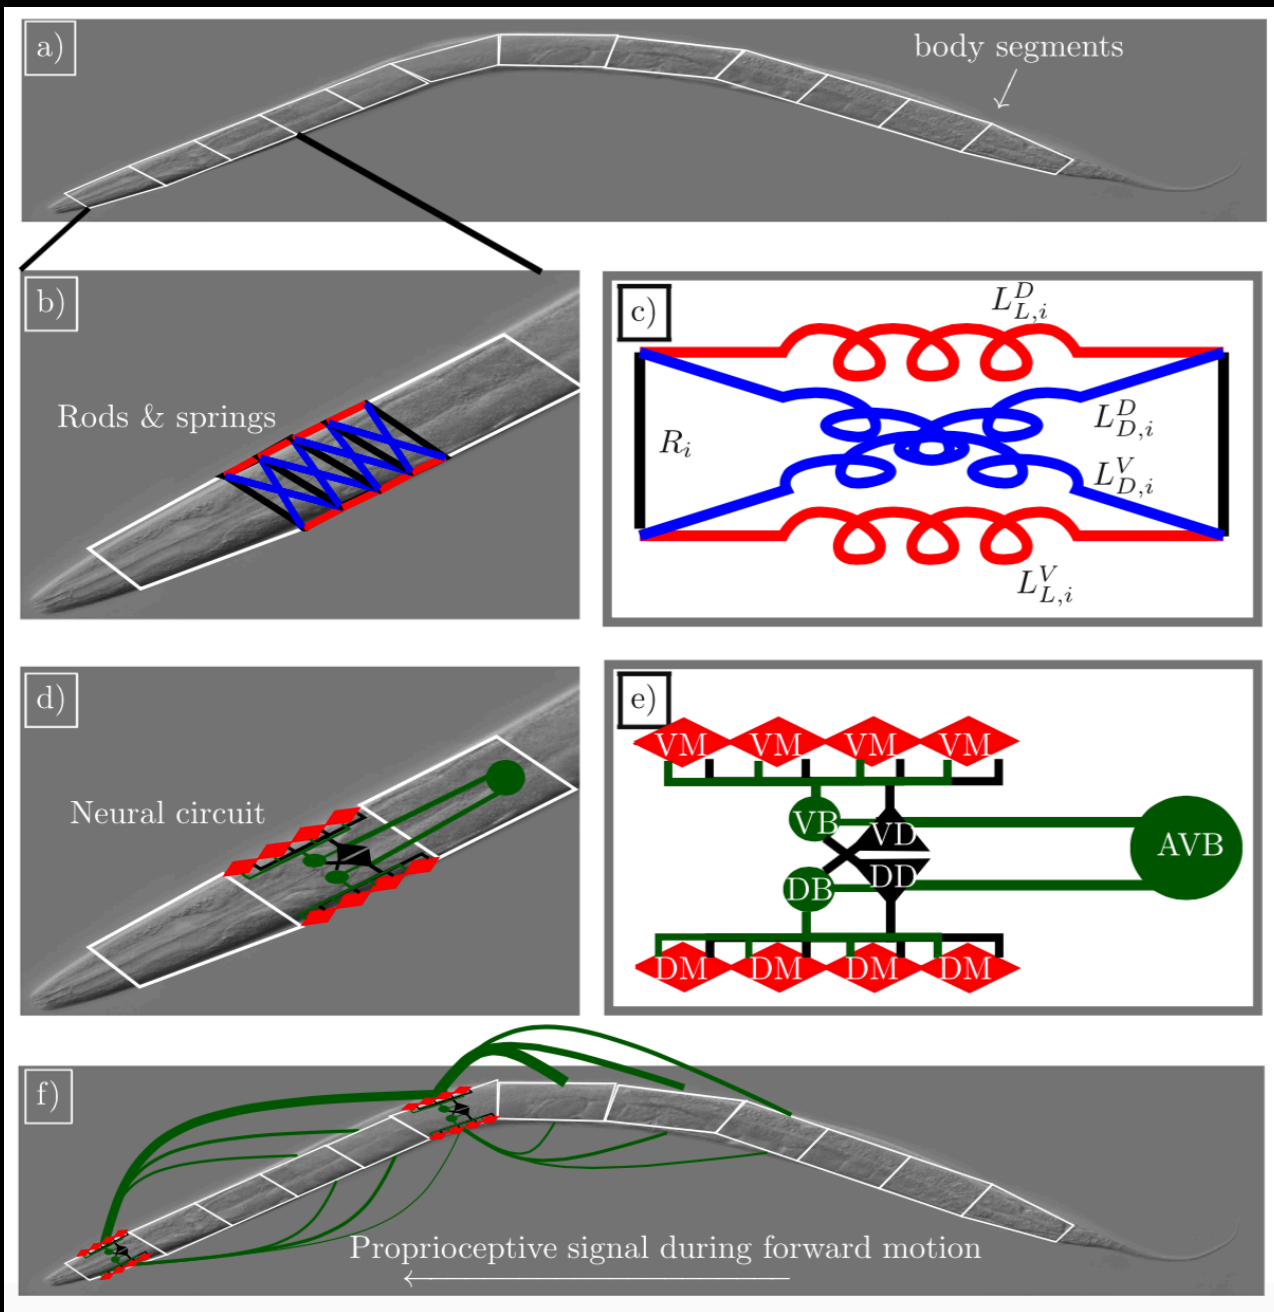 a)
body segments
b)
Rods & springs
c)
L^D_{L,i}
R_i
L^D_{D,i}
L^V_{D,i}
L^V_{L,i}
d)
Neural circuit
e)
VM VM VM VM
VB VD
AVB
DB DD
DM DM DM DM
f)
Proprioceptive signal during forward motion